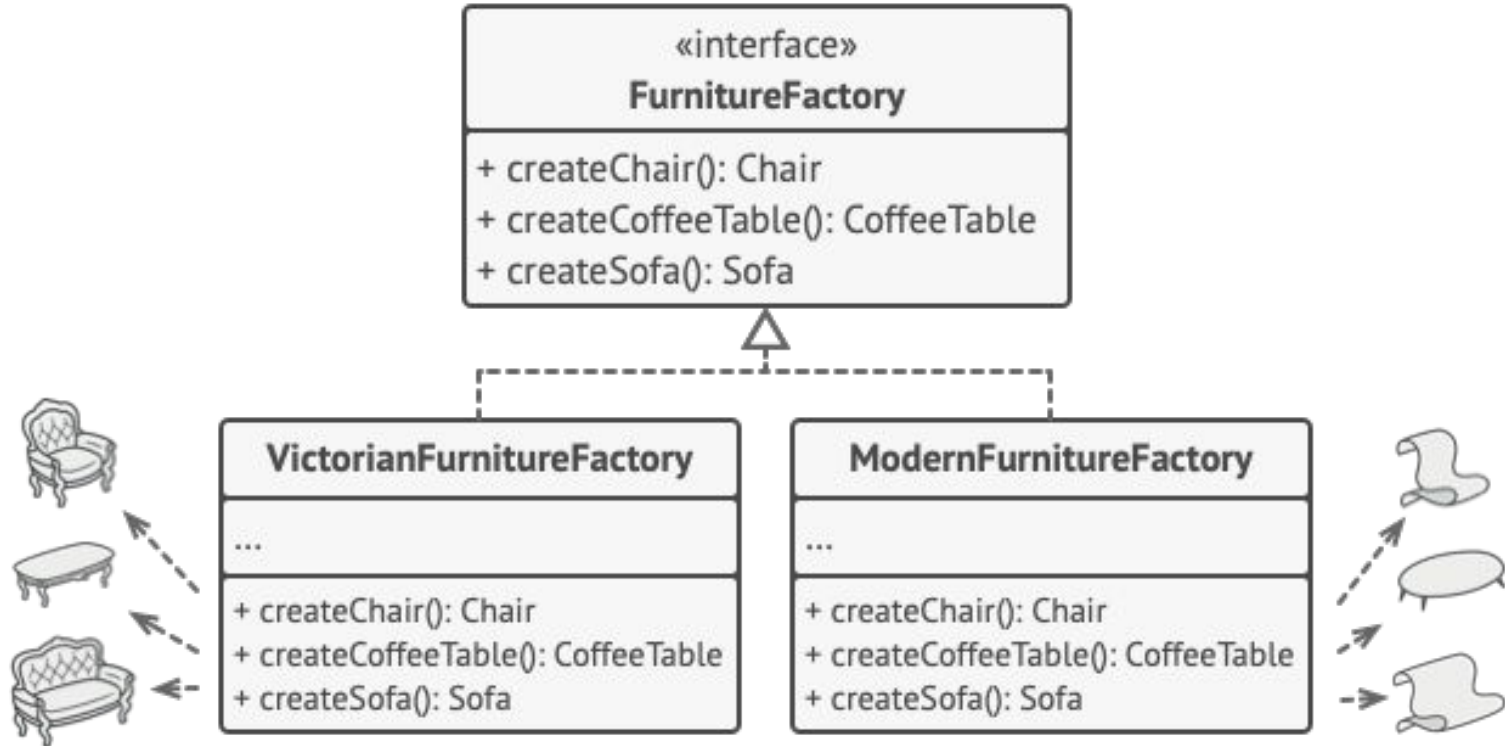 «interface»
FurnitureFactory
+ createChair(): Chair
+ createCoffeeTable(): CoffeeTable
+ createSofa(): Sofa
VictorianFurnitureFactory
...
+ createChair(): Chair
+ createCoffeeTable(): CoffeeTable
+ createSofa(): Sofa
ModernFurnitureFactory
...
+ createChair(): Chair
+ createCoffeeTable(): CoffeeTable
+ createSofa(): Sofa